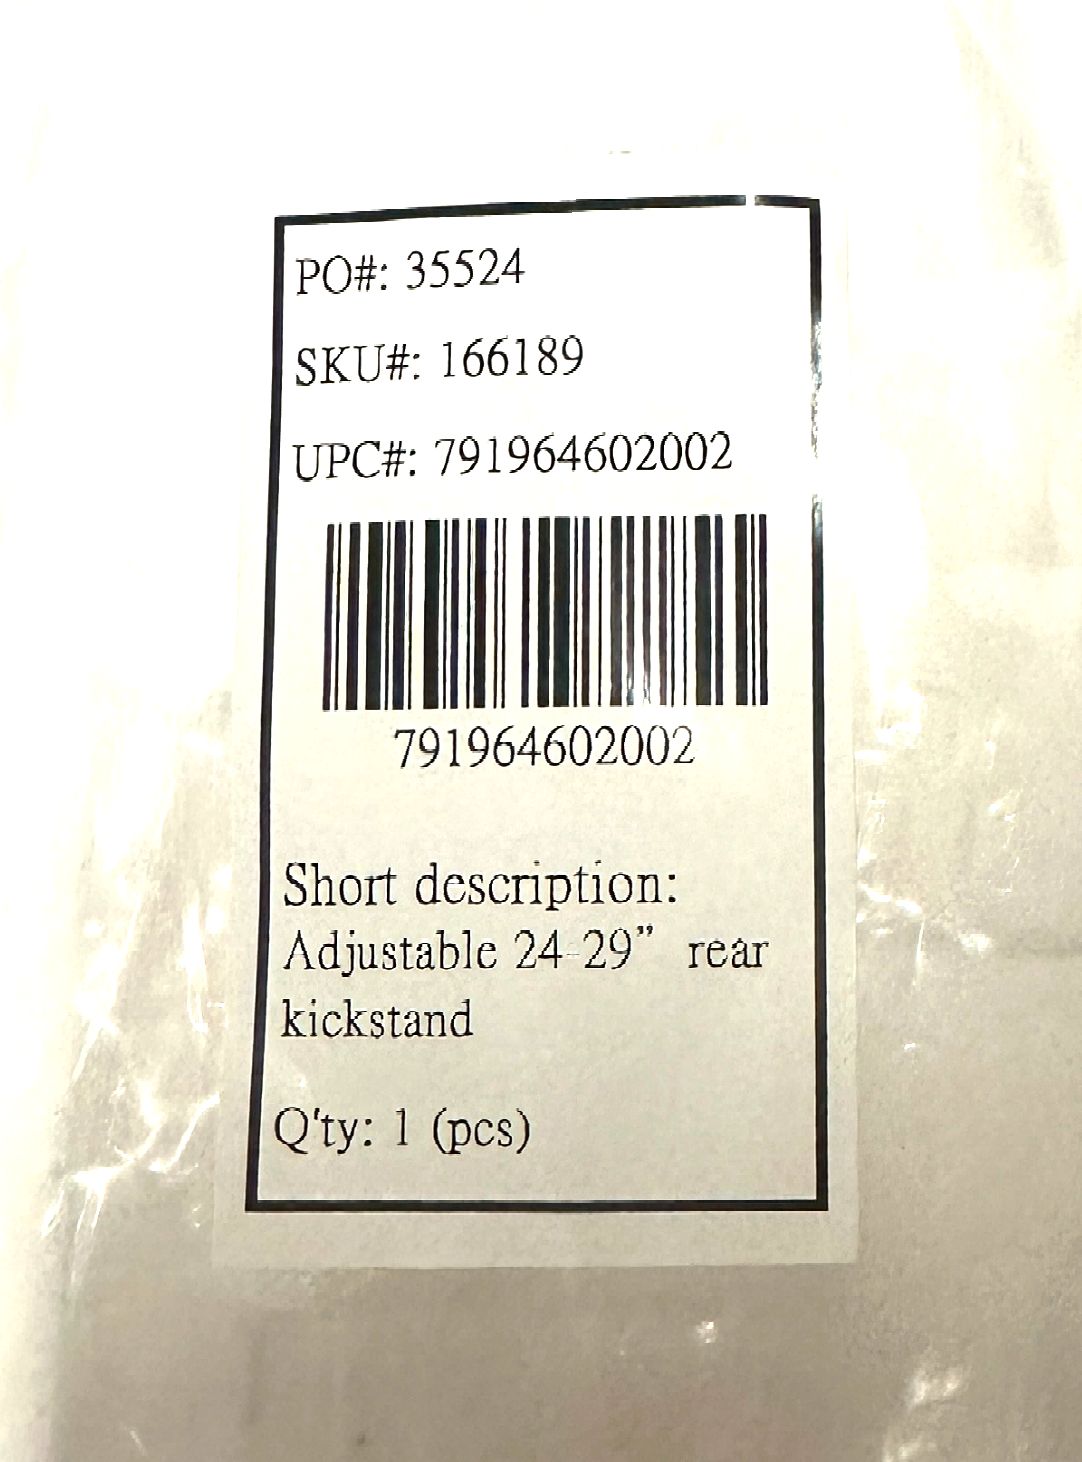 PO#: 35524
SKU#: 166189
UPC#: 791964602002
791964602002
Short description:
Adjustable 24-29” rear
kickstand
Q'ty: 1 (pcs)